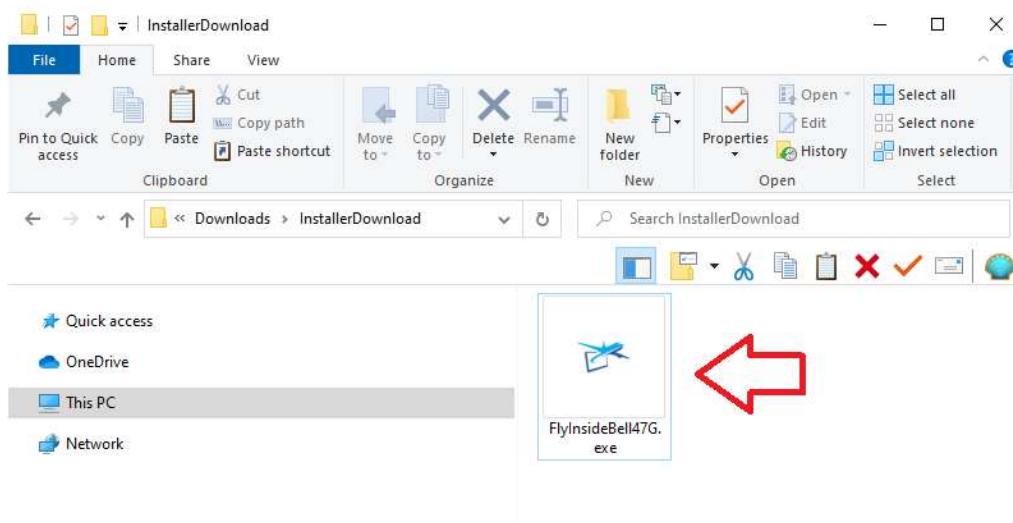 InstallerDownload
File Home Share View
Pin to Quick access
Copy
Paste
Cut
Copy path
Paste shortcut
Move to
Copy to
Delete
Rename
New folder
Properties
Open
Edit
History
Select all
Select none
Invert selection
Clipboard Organize New Open Select
« Downloads › InstallerDownload
Search InstallerDownload
Quick access
OneDrive
This PC
Network
FlyInsideBell47G.
exe